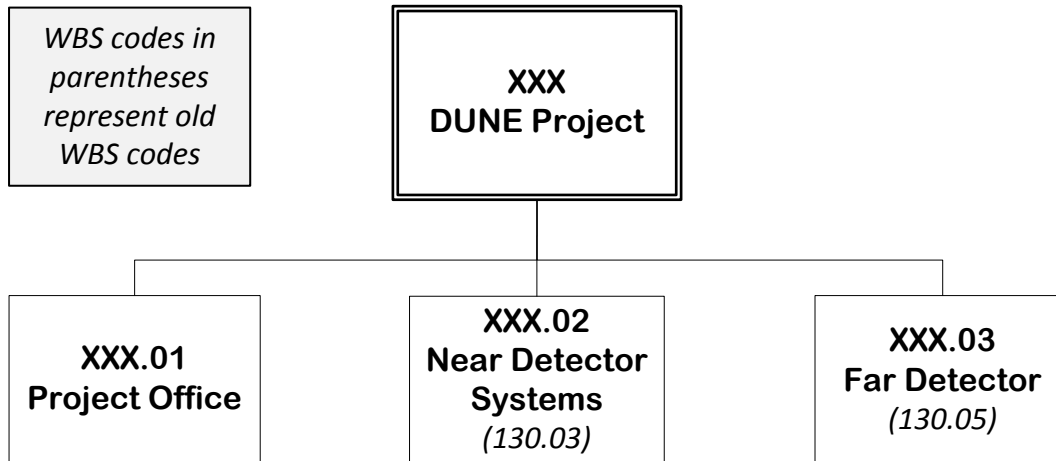 WBS codes in
parentheses
represent old
WBS codes
XXX
DUNE Project
XXX.01
Project Office
XXX.02
Near Detector
Systems
(130.03)
XXX.03
Far Detector
(130.05)